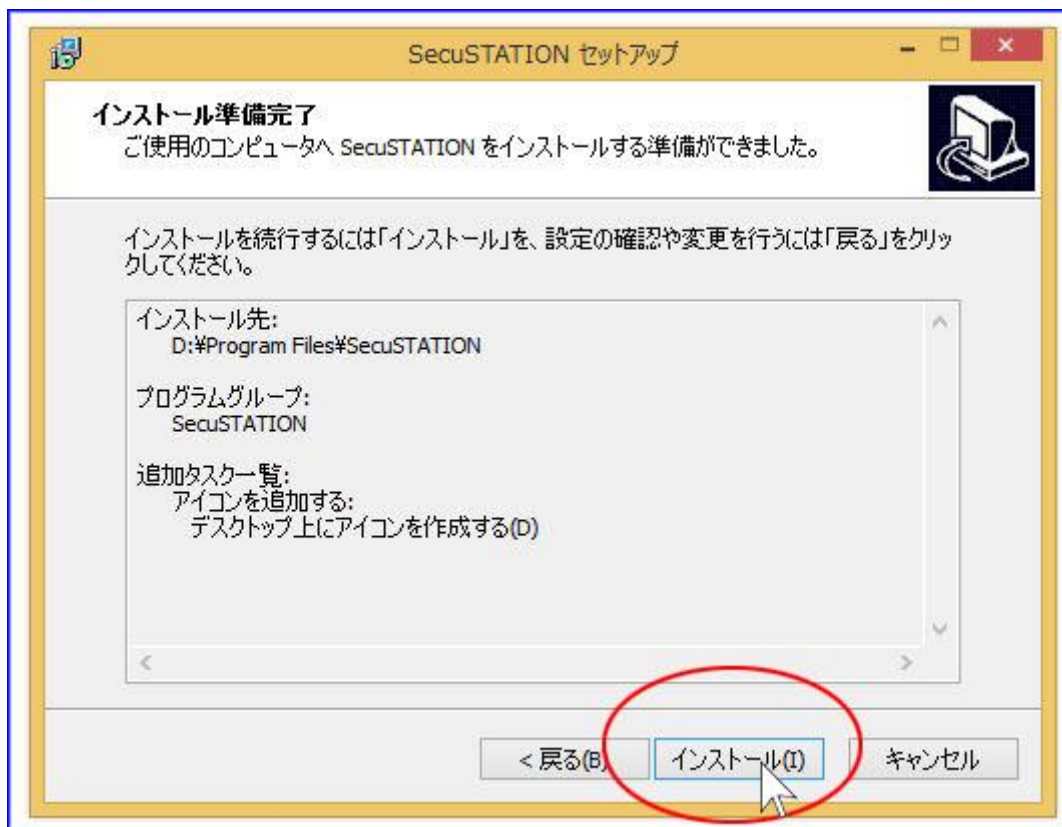 SecuSTATION セットアップ
インストール準備完了
ご使用のコンピュータへ SecuSTATION をインストールする準備ができました。
インストールを続行するには「インストール」を、設定の確認や変更を行うには「戻る」をクリッ
クしてください。
インストール先:
D:¥Program Files¥SecuSTATION
プログラムグループ:
SecuSTATION
追加タスク一覧:
アイコンを追加する:
デスクトップ上にアイコンを作成する(D)
< 戻る(B)
インストール(I)
キャンセル